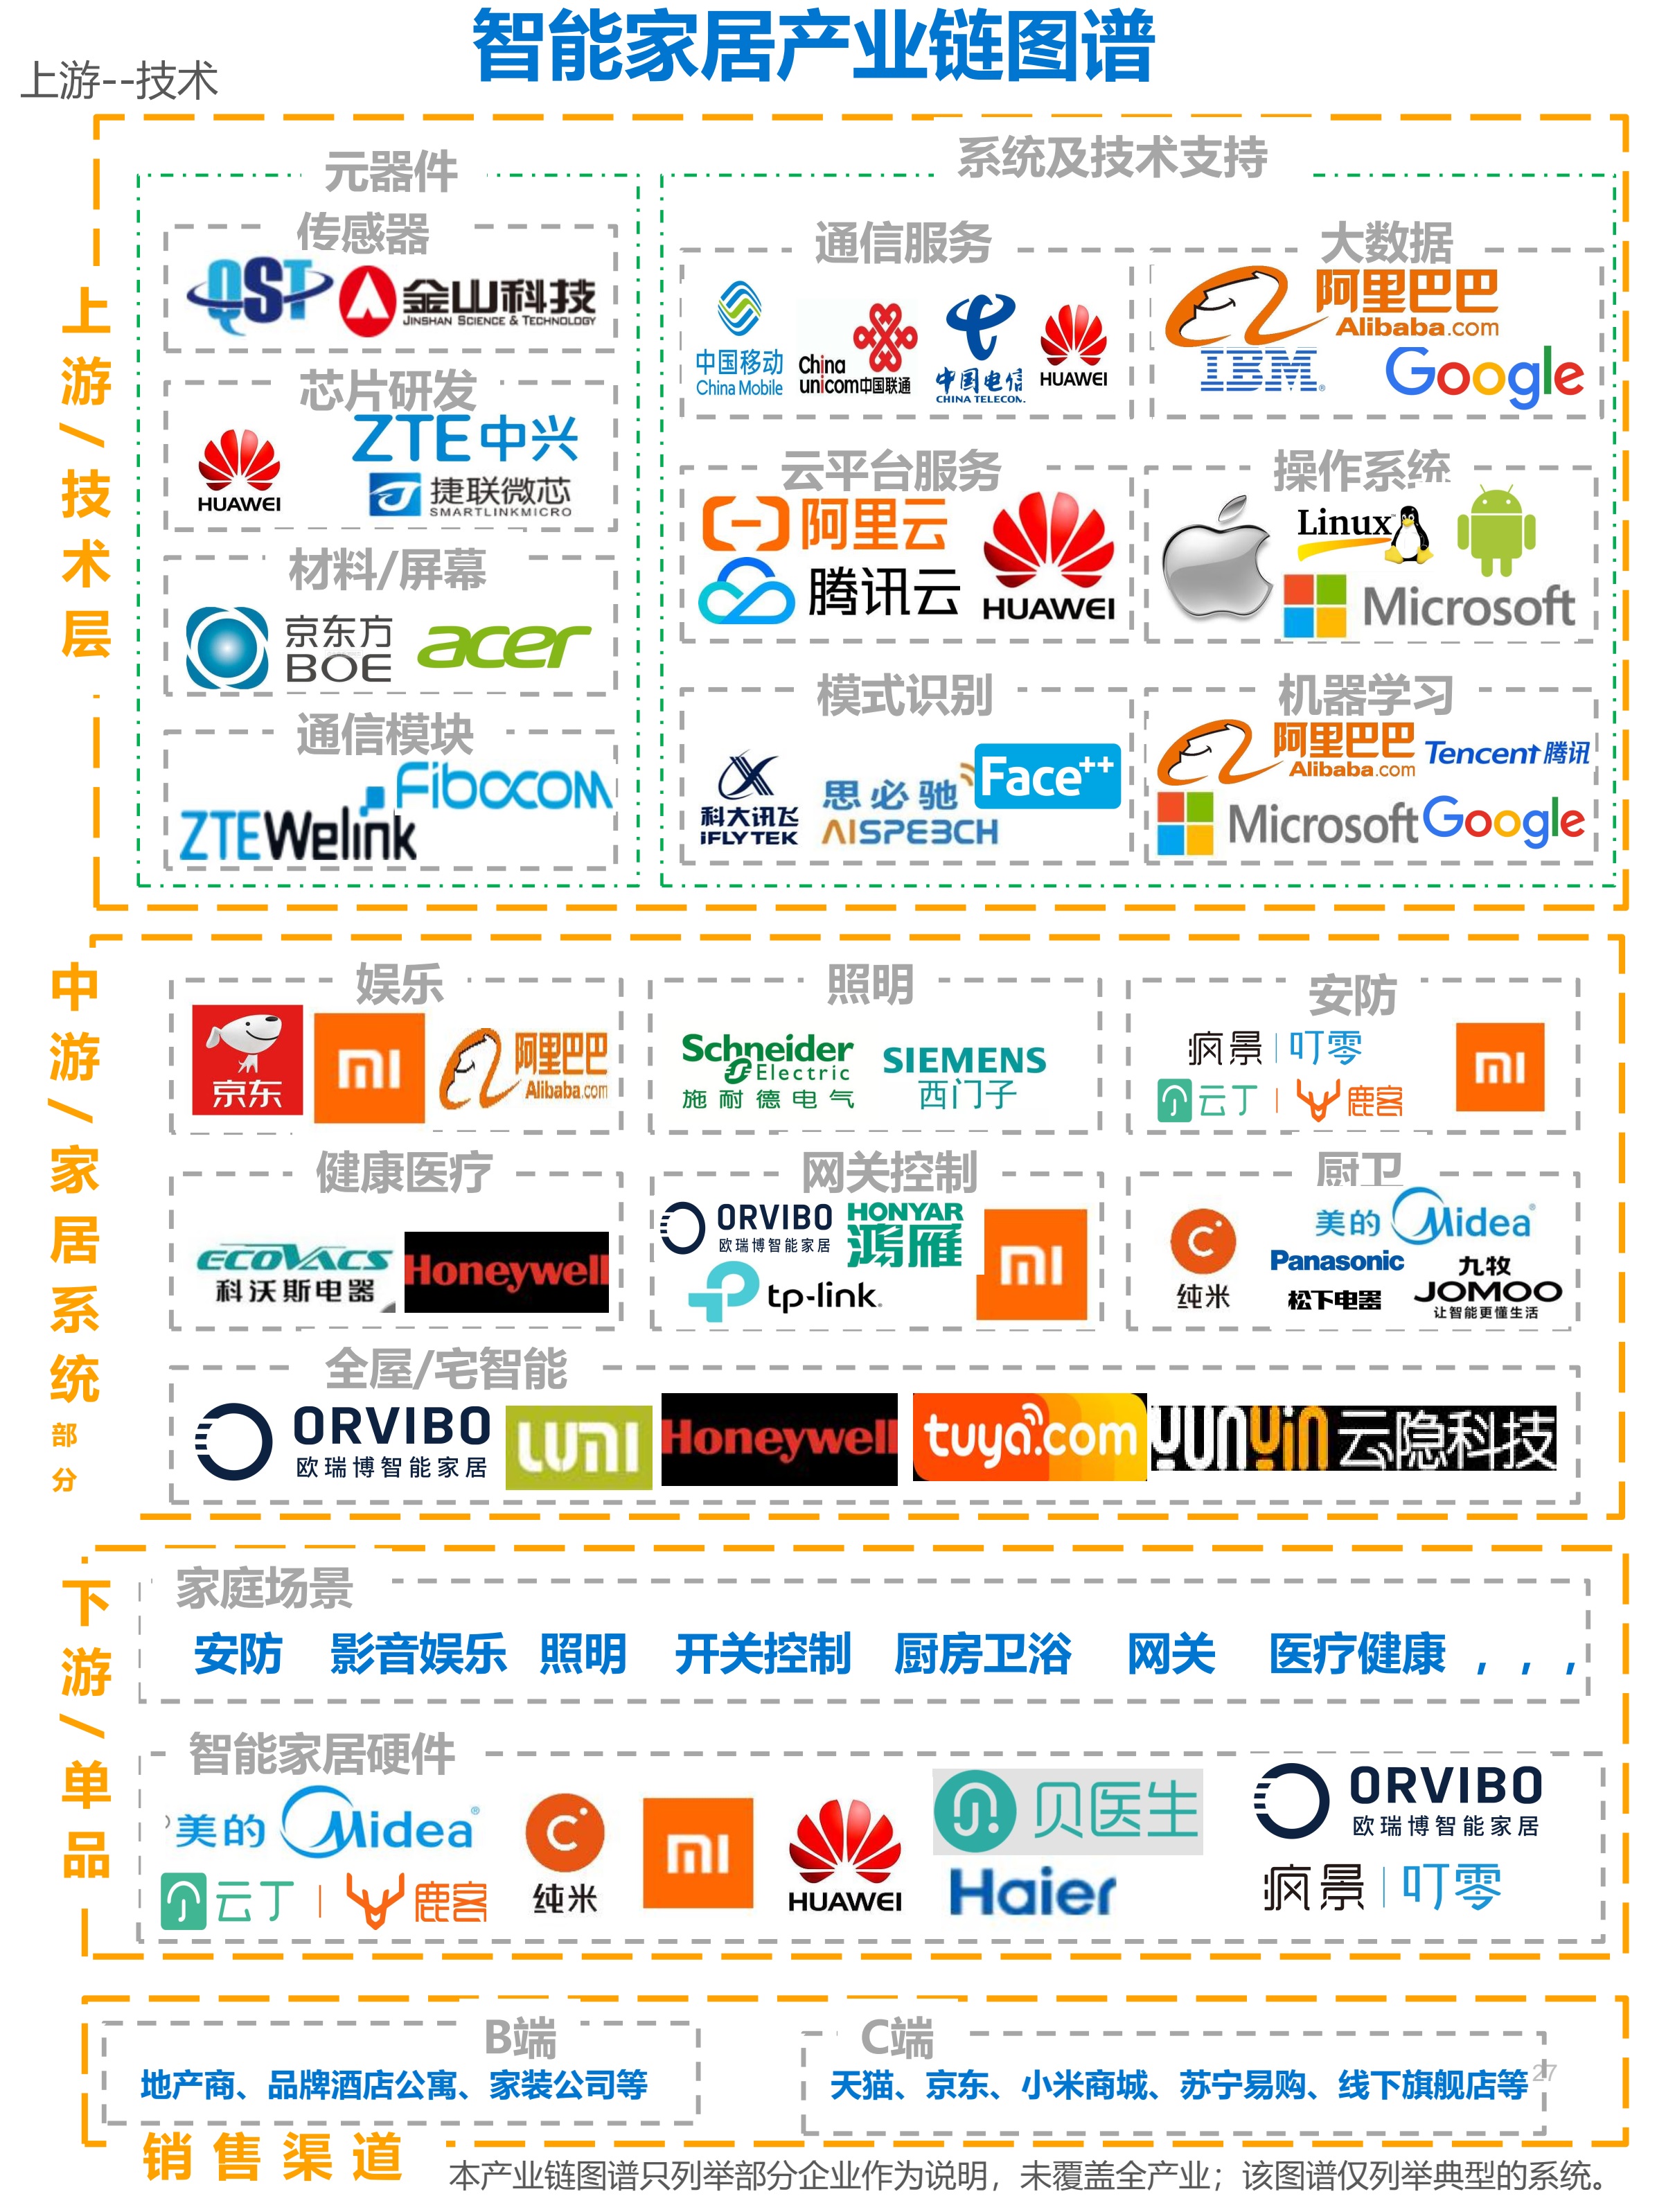 智能家居产业链图谱
上游--技术
上游/技术层
元器件
传感器
QST 金山科技
JINSHAN SCIENCE & TECHNOLOGY
芯片研发
ZTE中兴
HUAWEI
捷联微芯
SMARTLINKMICRO
材料/屏幕
京东方
BOE
acer
通信模块
Fibocom
ZTEWelink
系统及技术支持
通信服务
中国移动
China Mobile
China
unicom中国联通
中国电信
CHINA TELECOM
HUAWEI
大数据
阿里巴巴
Alibaba.com
IBM
Google
云平台服务
阿里云
腾讯云
HUAWEI
操作系统
Linux
Microsoft
模式识别
科大讯飞
iFLYTEK
思必驰
AISPEECH
Face++
机器学习
阿里巴巴
Alibaba.com
Tencent腾讯
Microsoft
Google
中游/家居系统部分
娱乐
京东
mi
阿里巴巴
Alibaba.com
照明
Schneider
Electric
施耐德电气
SIEMENS
西门子
安防
疯景 | 叮零
云丁 | 鹿客
mi
健康医疗
ECOVACS
科沃斯电器
Honeywell
网关控制
ORVIBO
欧瑞博智能家居
HONYAR
鸿雁
tp-link
mi
厨卫
纯米
美的 Midea
Panasonic
松下电器
九牧
JOMOO
让智能更懂生活
全屋/宅智能
ORVIBO
欧瑞博智能家居
LUMI
Honeywell
tuya.com
yunyin 云隐科技
下游/单品
家庭场景
安防 影音娱乐 照明 开关控制 厨房卫浴 网关 医疗健康 ，，，
智能家居硬件
美的 Midea
云丁 | 鹿客
纯米
mi
HUAWEI
贝医生
Haier
ORVIBO
欧瑞博智能家居
疯景 | 叮零
B端
地产商、品牌酒店公寓、家装公司等
C端
天猫、京东、小米商城、苏宁易购、线下旗舰店等
27
销售渠道
本产业链图谱只列举部分企业作为说明，未覆盖全产业；该图谱仅列举典型的系统。